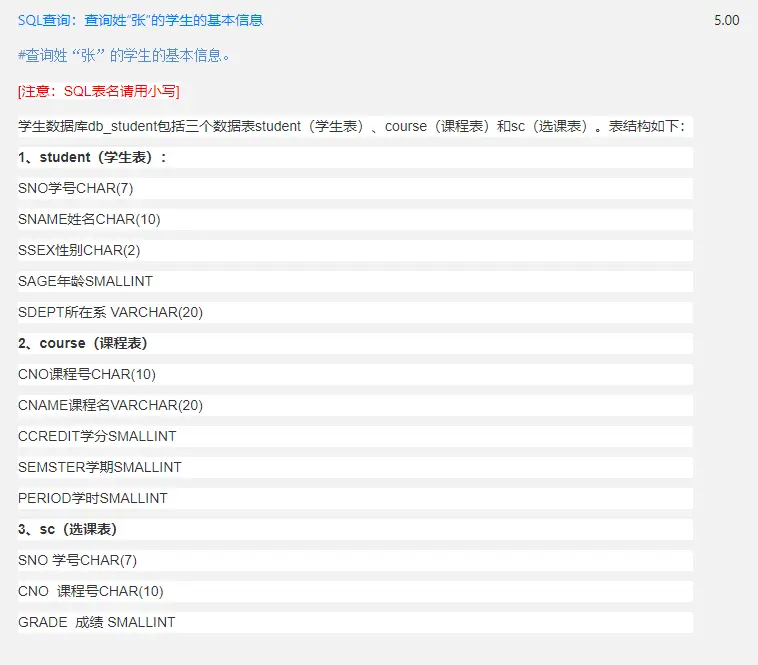 SQL查询：查询姓“张”的学生的基本信息
5.00
#查询姓“张”的学生的基本信息。
[注意：SQL表名请用小写]
学生数据库db_student包括三个数据表student（学生表）、course（课程表）和sc（选课表）。表结构如下：
1、student（学生表）：
SNO学号CHAR(7)
SNAME姓名CHAR(10)
SSEX性别CHAR(2)
SAGE年龄SMALLINT
SDEPT所在系 VARCHAR(20)
2、course（课程表）
CNO课程号CHAR(10)
CNAME课程名VARCHAR(20)
CCREDIT学分SMALLINT
SEMSTER学期SMALLINT
PERIOD学时SMALLINT
3、sc（选课表）
SNO 学号CHAR(7)
CNO  课程号CHAR(10)
GRADE  成绩 SMALLINT